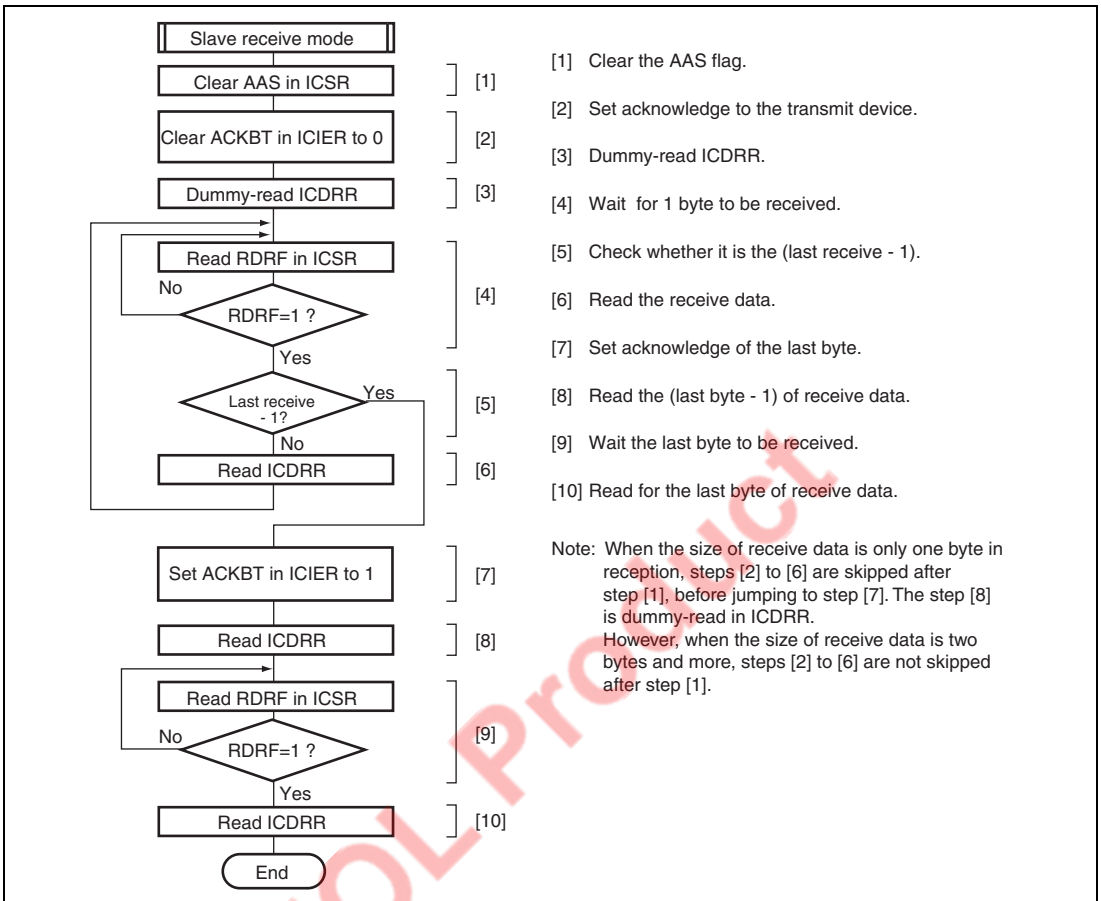 Slave receive mode
Clear AAS in ICSR
[1]
Clear ACKBT in ICIER to 0
[2]
Dummy-read ICDRR
[3]
Read RDRF in ICSR
No
RDRF=1 ?
[4]
Yes
Last receive
- 1?
Yes
[5]
No
Read ICDRR
[6]
Set ACKBT in ICIER to 1
[7]
Read ICDRR
[8]
Read RDRF in ICSR
No
RDRF=1 ?
[9]
Yes
Read ICDRR
[10]
End
[1] Clear the AAS flag.
[2] Set acknowledge to the transmit device.
[3] Dummy-read ICDRR.
[4] Wait for 1 byte to be received.
[5] Check whether it is the (last receive - 1).
[6] Read the receive data.
[7] Set acknowledge of the last byte.
[8] Read the (last byte - 1) of receive data.
[9] Wait the last byte to be received.
[10] Read for the last byte of receive data.
Note: When the size of receive data is only one byte in
reception, steps [2] to [6] are skipped after
step [1], before jumping to step [7]. The step [8]
is dummy-read in ICDRR.
However, when the size of receive data is two
bytes and more, steps [2] to [6] are not skipped
after step [1].
OL Product